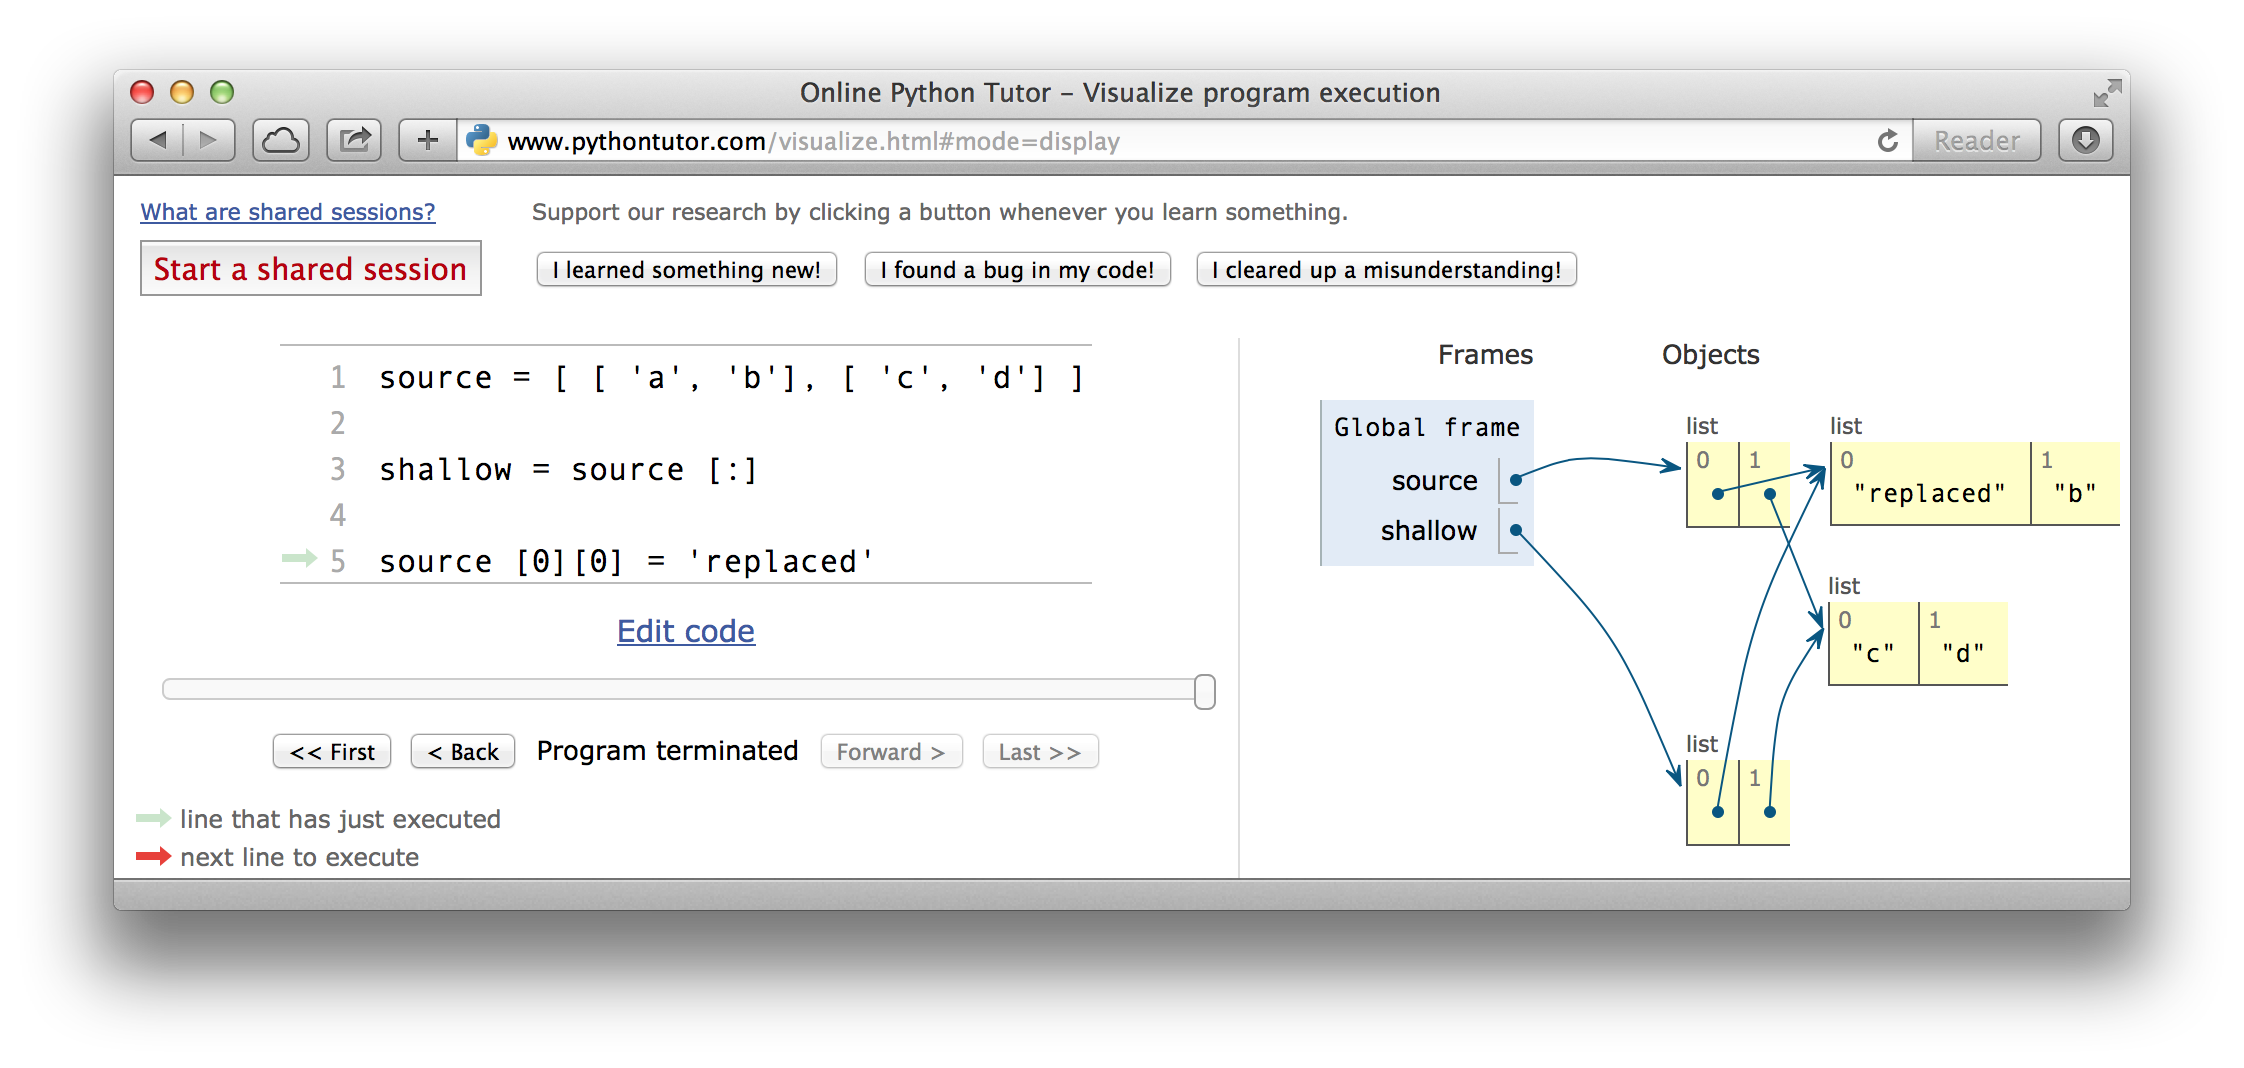 Online Python Tutor – Visualize program execution
www.pythontutor.com/visualize.html#mode=display
Reader
What are shared sessions?
Support our research by clicking a button whenever you learn something.
Start a shared session
I learned something new!
I found a bug in my code!
I cleared up a misunderstanding!
1 source = [ [ 'a', 'b'], [ 'c', 'd'] ]
2
3 shallow = source [:]
4
5 source [0][0] = 'replaced'
Edit code
<< First
< Back
Program terminated
Forward >
Last >>
line that has just executed
next line to execute
Frames
Objects
Global frame
source
shallow
list
0 1
list
0 1
"replaced" "b"
list
0 1
"c" "d"
list
0 1